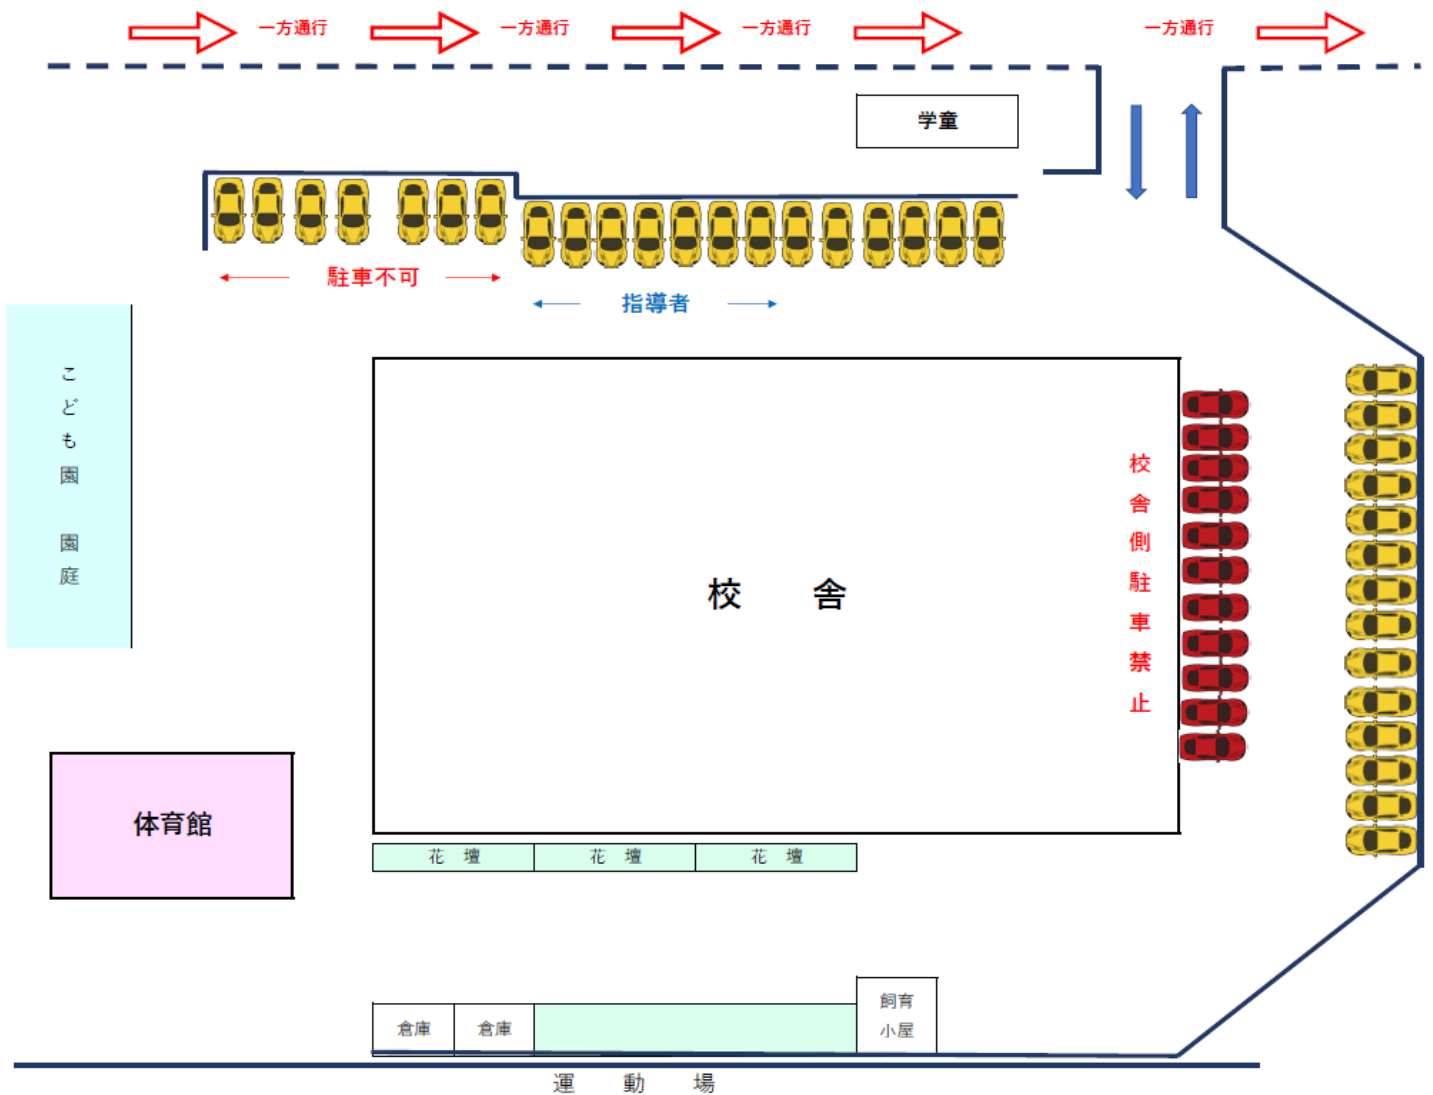 一方通行
一方通行
一方通行
一方通行
学童
駐車不可
指導者
こども園　園庭
校舎側駐車禁止
校　舎
体育館
花　壇
花　壇
花　壇
倉庫
倉庫
飼育
小屋
運　動　場